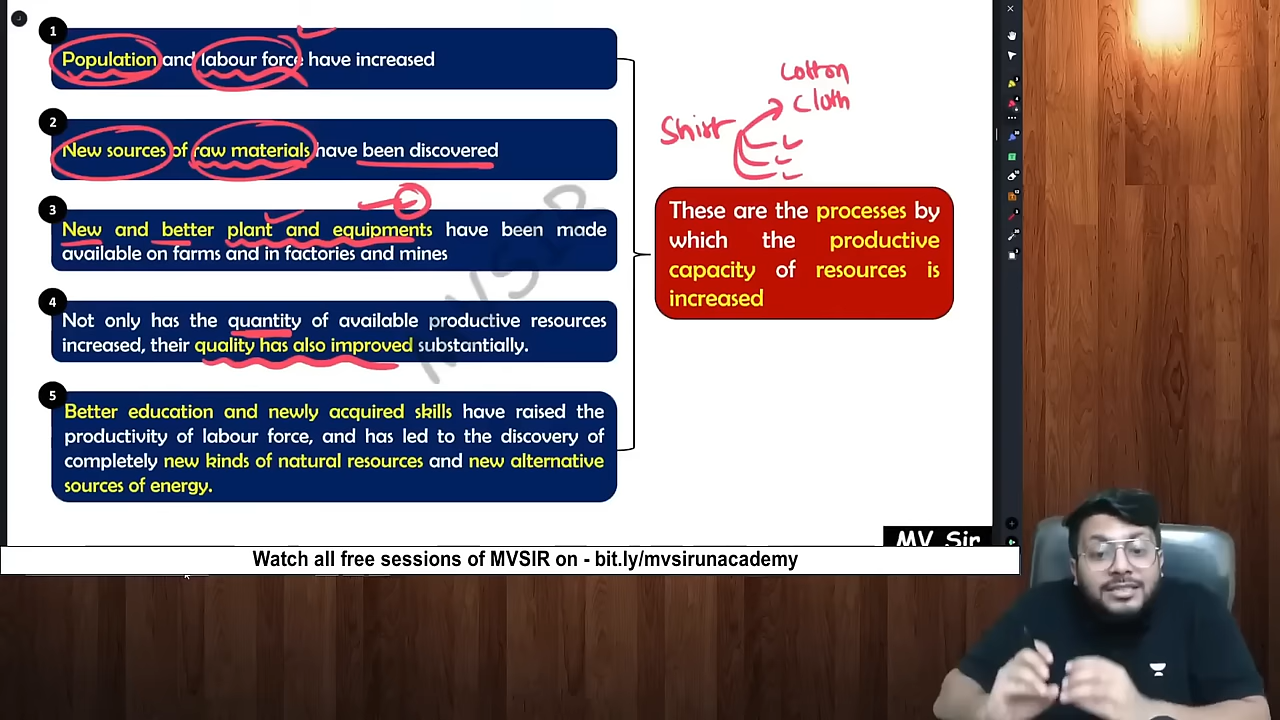 1
Population and labour force have increased
2
New sources of raw materials have been discovered
3
New and better plant and equipments have been made
available on farms and in factories and mines
4
Not only has the quantity of available productive resources
increased, their quality has also improved substantially.
5
Better education and newly acquired skills have raised the
productivity of labour force, and has led to the discovery of
completely new kinds of natural resources and new alternative
sources of energy.
Cotton
Cloth
Shirt
These are the processes by
which the productive
capacity of resources is
increased
MVSIR
MV Sir
Watch all free sessions of MVSIR on - bit.ly/mvsirunacademy